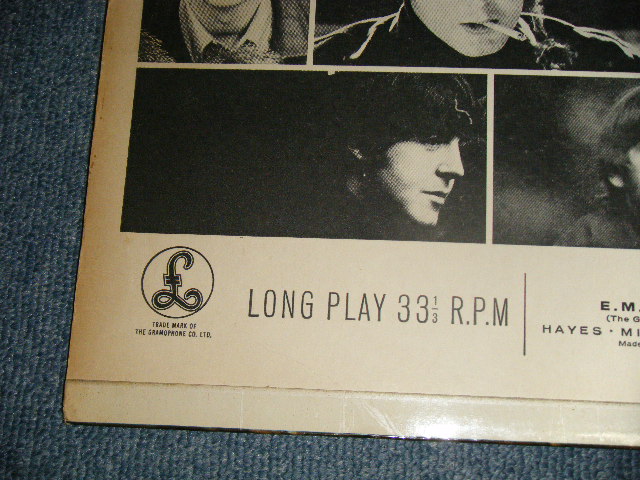 £
TRADE MARK OF
THE GRAMOPHONE CO. LTD.
LONG PLAY 33⅓ R.P.M
E.M.
(The G
HAYES · MI
Made